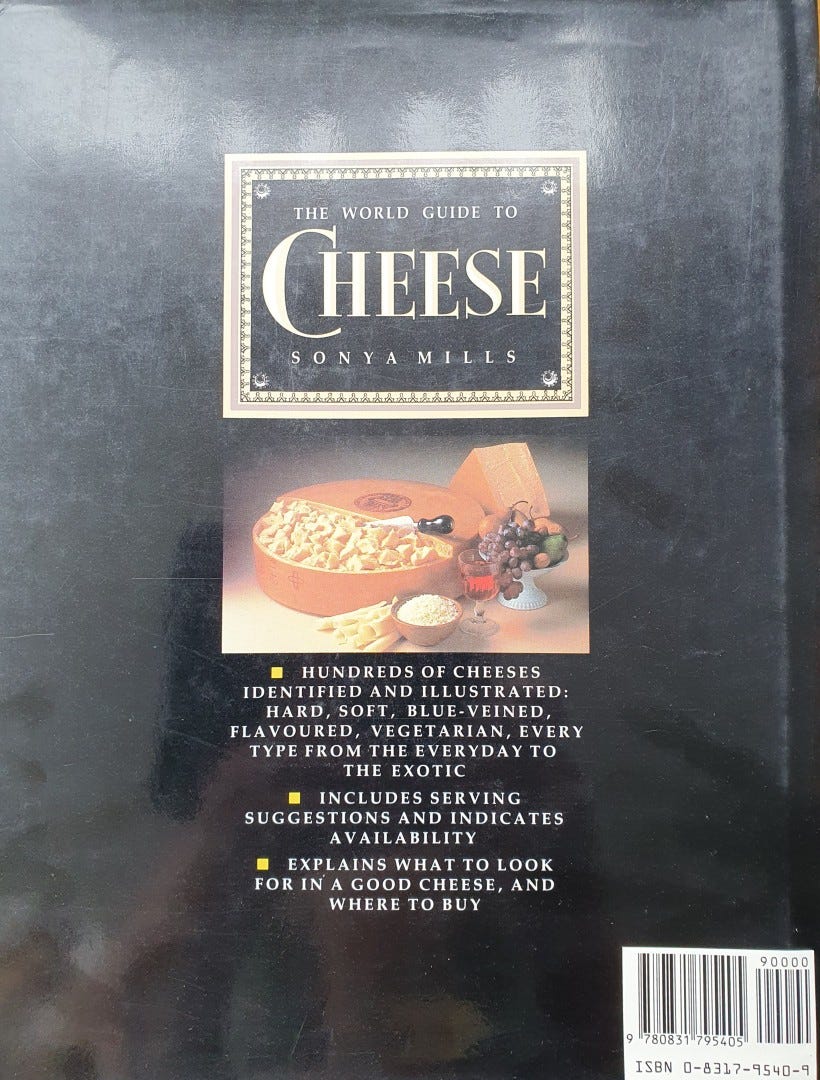 THE WORLD GUIDE TO
CHEESE
SONYA MILLS
HUNDREDS OF CHEESES
IDENTIFIED AND ILLUSTRATED:
HARD, SOFT, BLUE-VEINED,
FLAVOURED, VEGETARIAN, EVERY
TYPE FROM THE EVERYDAY TO
THE EXOTIC
INCLUDES SERVING
SUGGESTIONS AND INDICATES
AVAILABILITY
EXPLAINS WHAT TO LOOK
FOR IN A GOOD CHEESE, AND
WHERE TO BUY
90000
9 780831 795405
ISBN 0-8317-9540-9